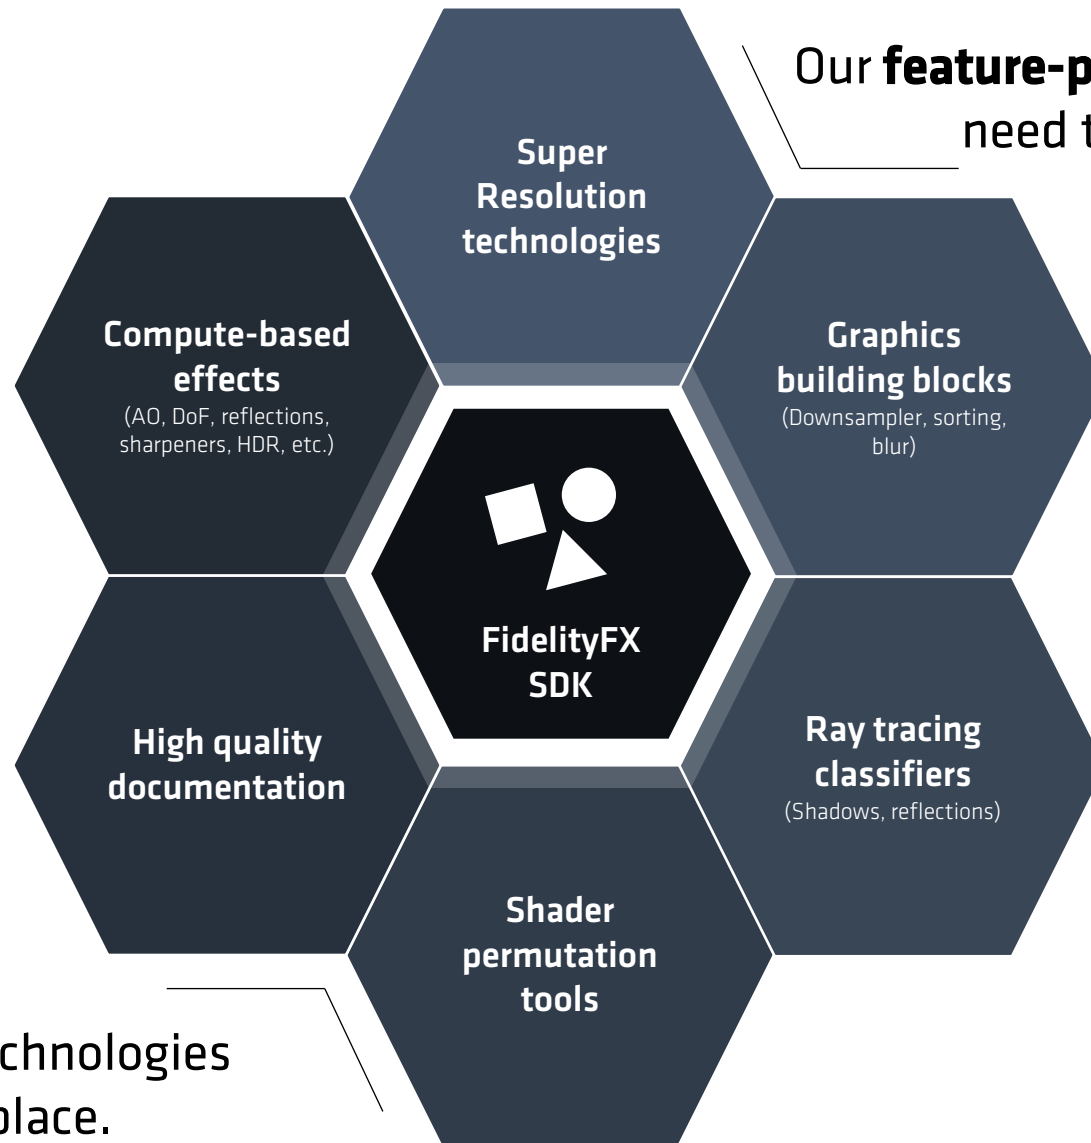 Our feature-p
need t
Super
Resolution
technologies
Compute-based
effects
(AO, DoF, reflections,
sharpeners, HDR, etc.)
Graphics
building blocks
(Downsampler, sorting,
blur)
FidelityFX
SDK
High quality
documentation
Ray tracing
classifiers
(Shadows, reflections)
Shader
permutation
tools
chnologies
place.